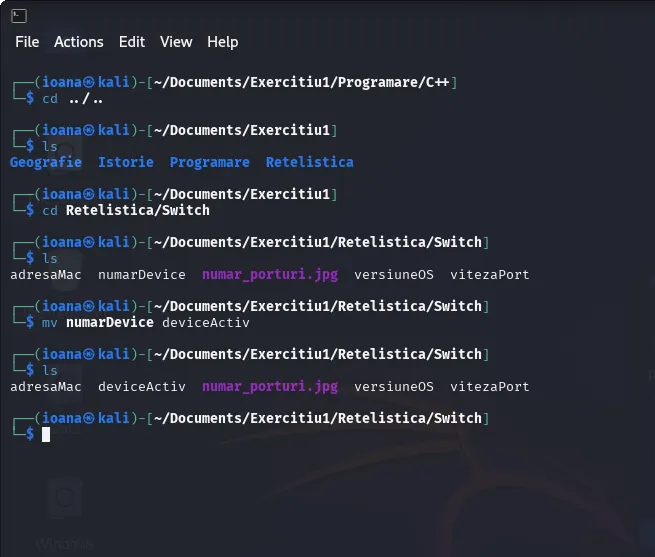 File Actions Edit View Help
┌──(ioana㉿kali)-[~/Documents/Exercitiu1/Programare/C++]
└─$ cd ../..
┌──(ioana㉿kali)-[~/Documents/Exercitiu1]
└─$ ls
Geografie Istorie Programare Retelistica
┌──(ioana㉿kali)-[~/Documents/Exercitiu1]
└─$ cd Retelistica/Switch
┌──(ioana㉿kali)-[~/Documents/Exercitiu1/Retelistica/Switch]
└─$ ls
adresaMac numarDevice numar_porturi.jpg versiuneOS vitezaPort
┌──(ioana㉿kali)-[~/Documents/Exercitiu1/Retelistica/Switch]
└─$ mv numarDevice deviceActiv
┌──(ioana㉿kali)-[~/Documents/Exercitiu1/Retelistica/Switch]
└─$ ls
adresaMac deviceActiv numar_porturi.jpg versiuneOS vitezaPort
┌──(ioana㉿kali)-[~/Documents/Exercitiu1/Retelistica/Switch]
└─$